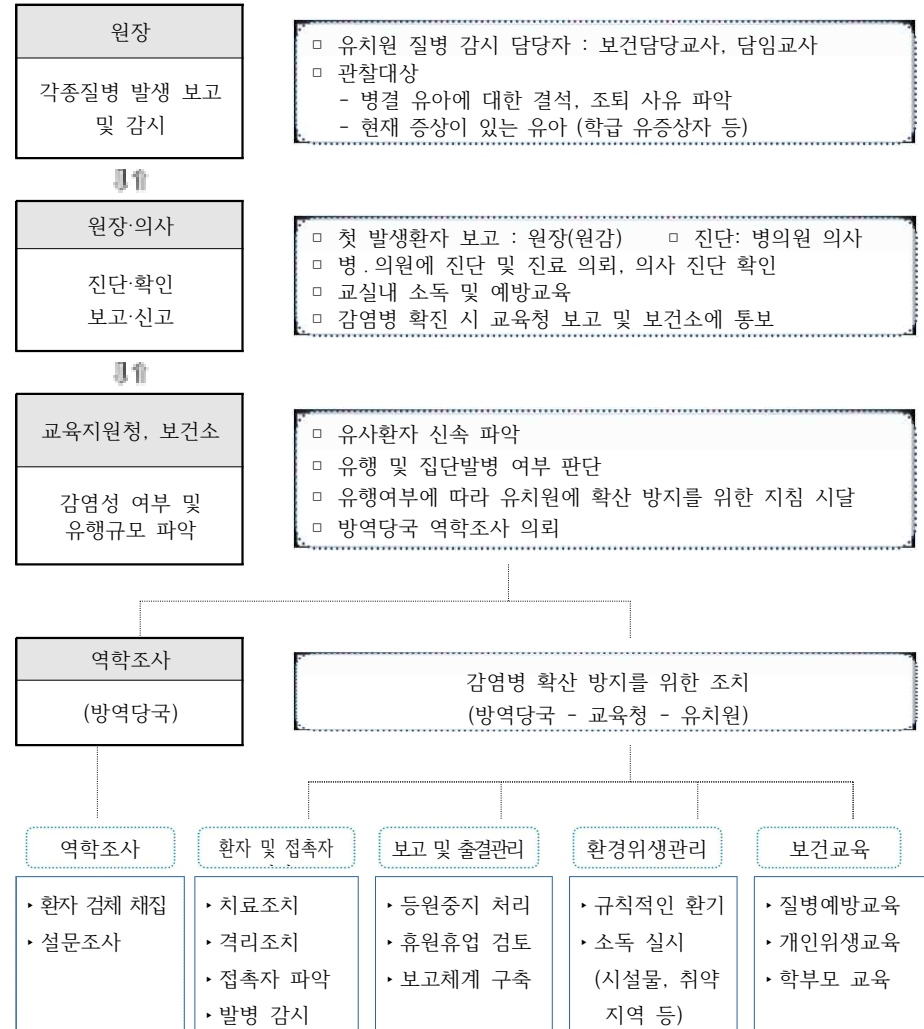 원장
각종질병 발생 보고
및 감시
▫ 유치원 질병 감시 담당자 : 보건담당교사, 담임교사
▫ 관찰대상
- 병결 유아에 대한 결석, 조퇴 사유 파악
- 현재 증상이 있는 유아 (학급 유증상자 등)
원장·의사
진단·확인
보고·신고
▫ 첫 발생환자 보고 : 원장(원감) ▫ 진단: 병의원 의사
▫ 병.의원에 진단 및 진료 의뢰, 의사 진단 확인
▫ 교실내 소독 및 예방교육
▫ 감염병 확진 시 교육청 보고 및 보건소에 통보
교육지원청, 보건소
감염성 여부 및
유행규모 파악
▫ 유사환자 신속 파악
▫ 유행 및 집단발병 여부 판단
▫ 유행여부에 따라 유치원에 확산 방지를 위한 지침 시달
▫ 방역당국 역학조사 의뢰
역학조사
(방역당국)
감염병 확산 방지를 위한 조치
(방역당국 - 교육청 - 유치원)
역학조사
‣환자 검체 채집
‣설문조사
환자 및 접촉자
‣치료조치
‣격리조치
‣접촉자 파악
‣발병 감시
보고 및 출결관리
‣등원중지 처리
‣휴원휴업 검토
‣보고체계 구축
환경위생관리
‣규칙적인 환기
‣소독 실시
(시설물, 취약
지역 등)
보건교육
‣질병예방교육
‣개인위생교육
‣학부모 교육